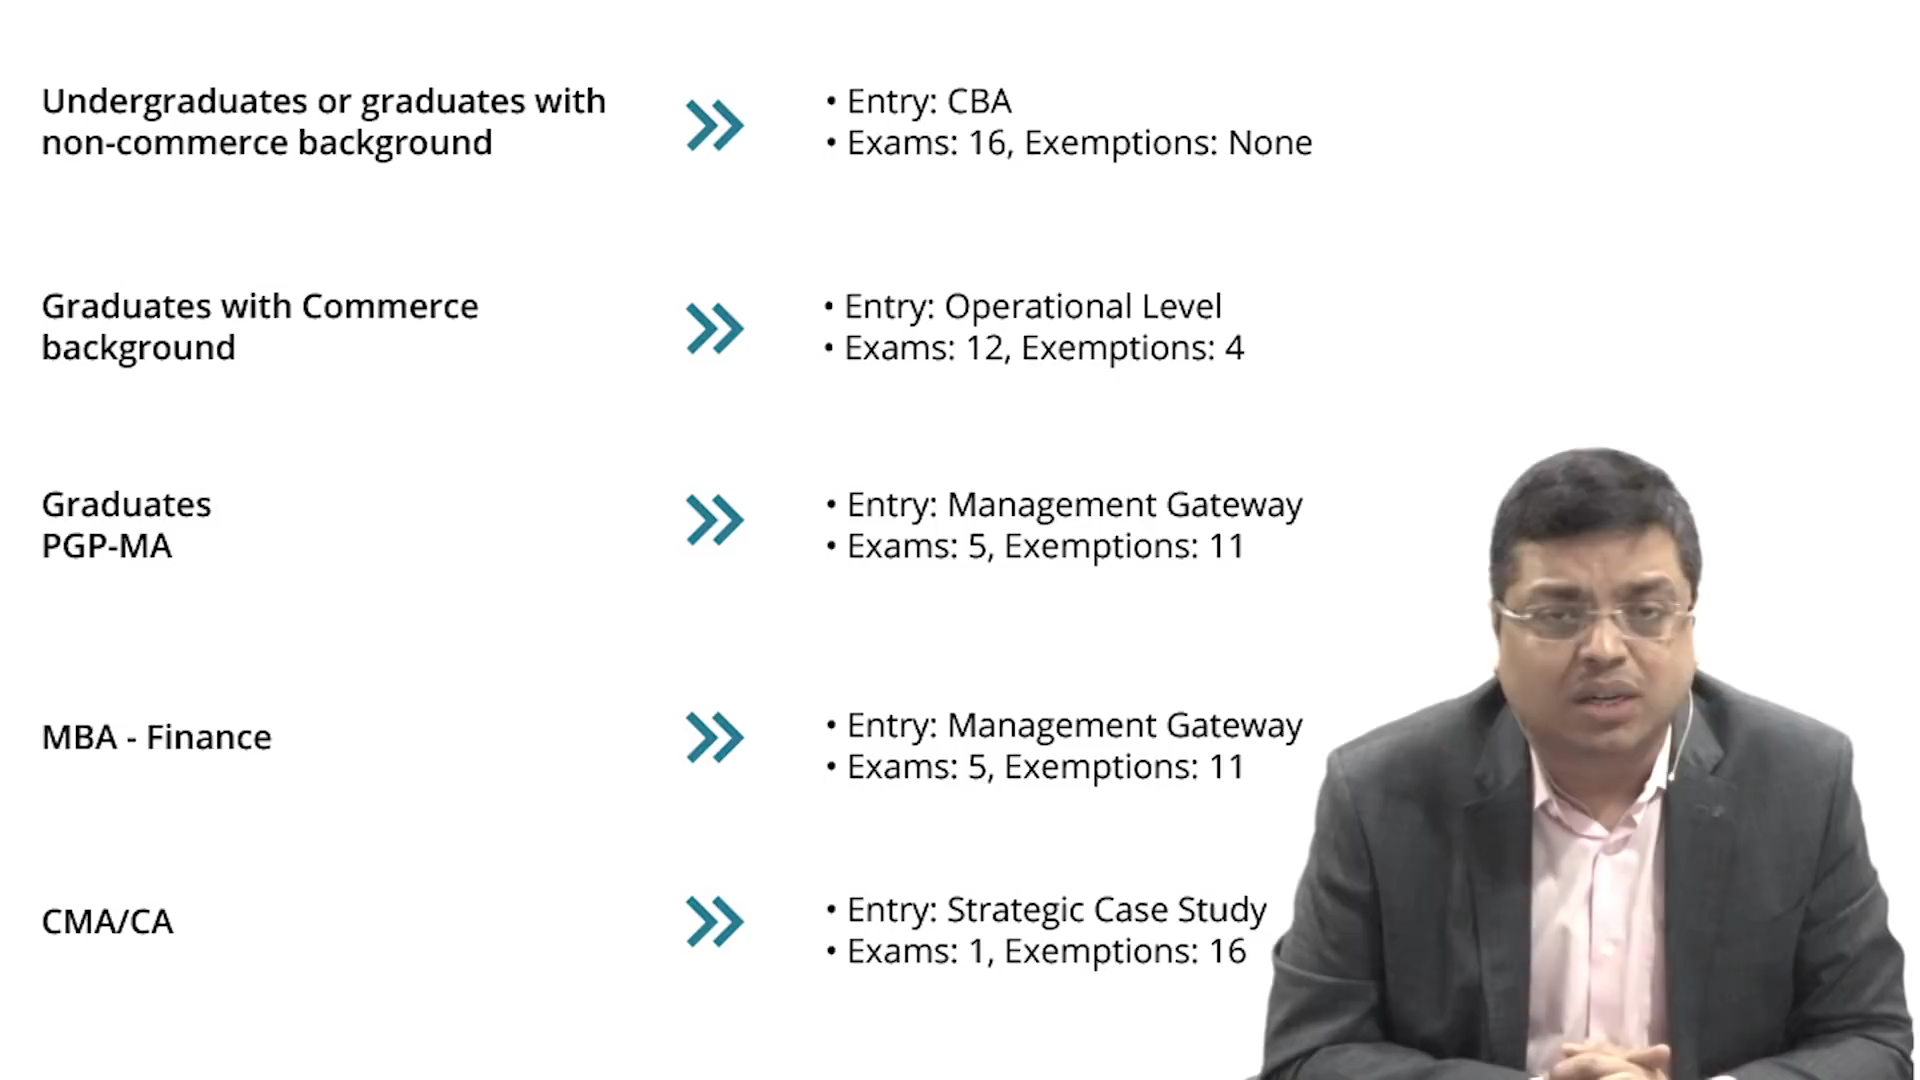 Undergraduates or graduates with
non-commerce background
• Entry: CBA
• Exams: 16, Exemptions: None
Graduates with Commerce
background
• Entry: Operational Level
• Exams: 12, Exemptions: 4
Graduates
PGP-MA
• Entry: Management Gateway
• Exams: 5, Exemptions: 11
MBA - Finance
• Entry: Management Gateway
• Exams: 5, Exemptions: 11
CMA/CA
• Entry: Strategic Case Study
• Exams: 1, Exemptions: 16